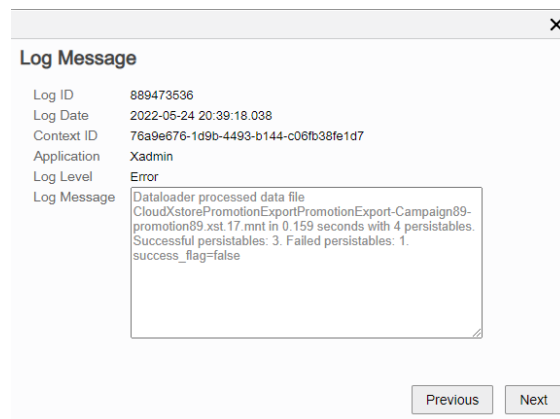 Log Message
Log ID 889473536
Log Date 2022-05-24 20:39:18.038
Context ID 76a9e676-1d9b-4493-b144-c06fb38fe1d7
Application Xadmin
Log Level Error
Log Message Dataloader processed data file
CloudXstorePromotionExportPromotionExport-Campaign89-
promotion89.xst.17.mnt in 0.159 seconds with 4 persistables.
Successful persistables: 3. Failed persistables: 1.
success_flag=false
Previous Next